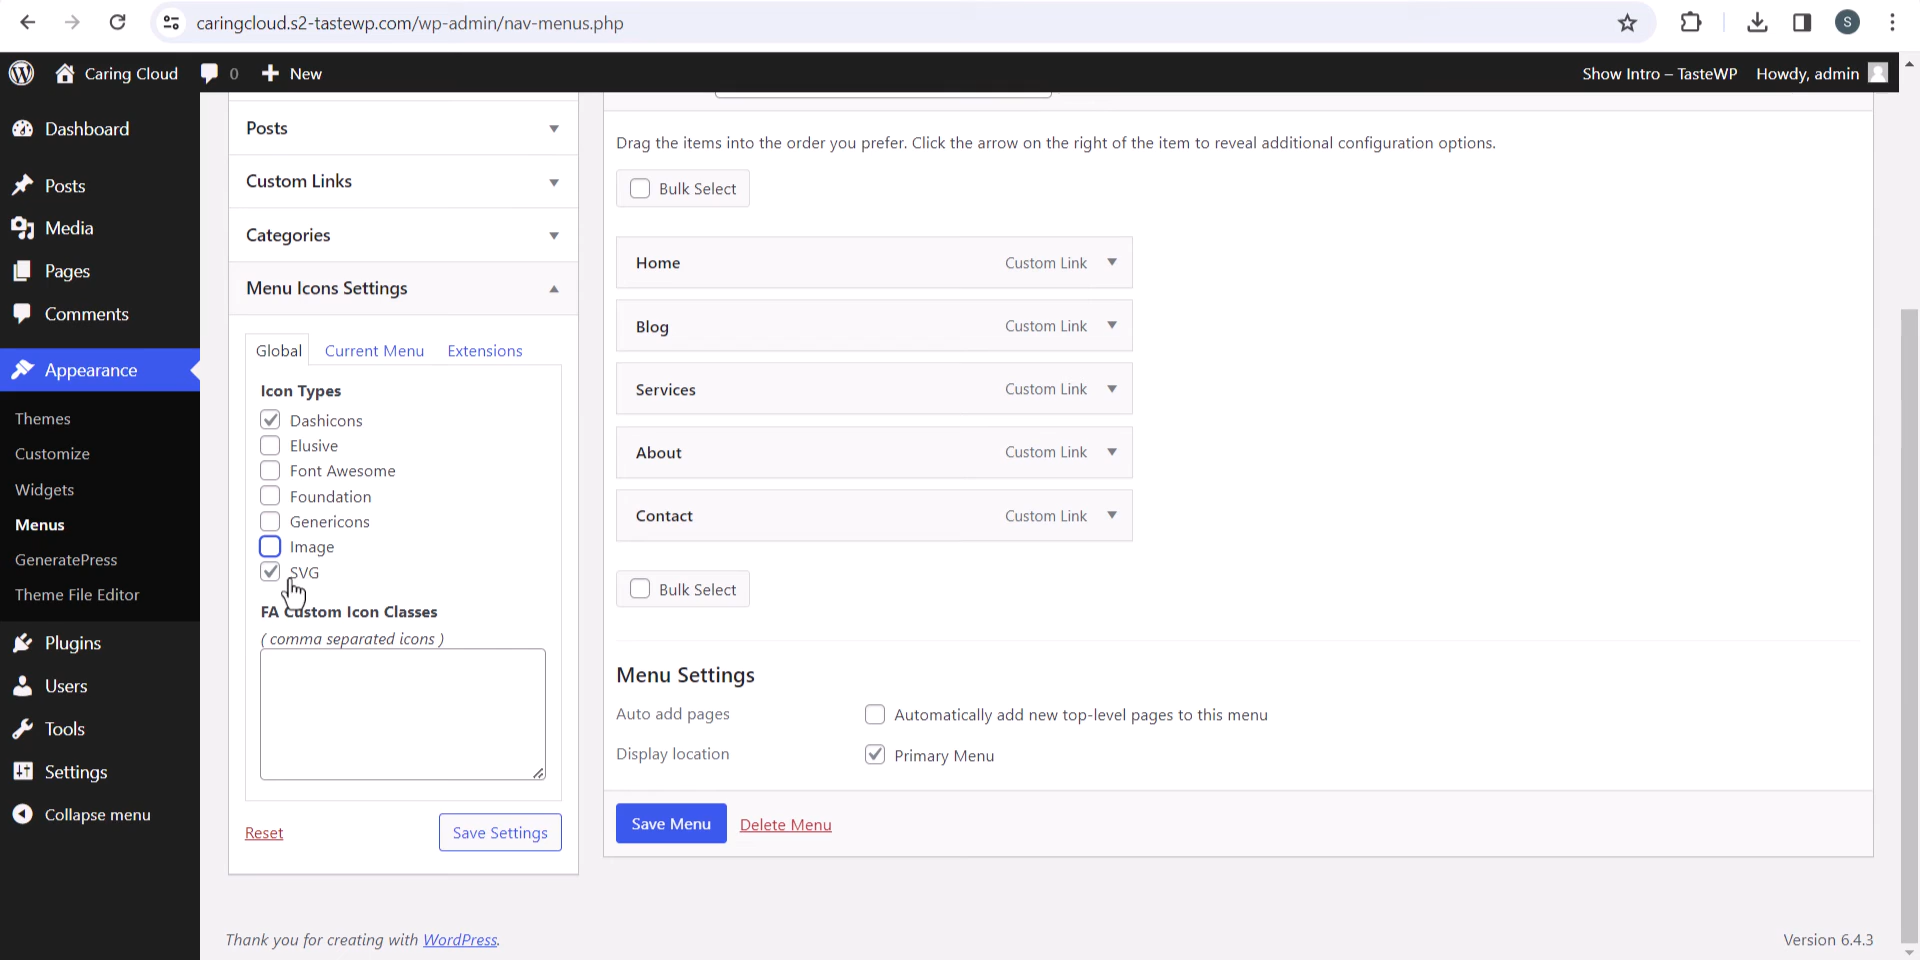 caringcloud.s2-tastewp.com/wp-admin/nav-menus.php
S
Caring Cloud
0
New
Show Intro – TasteWP
Howdy, admin
Dashboard
Posts
Media
Pages
Comments
Appearance
Themes
Customize
Widgets
Menus
GeneratePress
Theme File Editor
Plugins
Users
Tools
Settings
Collapse menu
Posts
Custom Links
Categories
Menu Icons Settings
Global Current Menu Extensions
Icon Types
Dashicons
Elusive
Font Awesome
Foundation
Genericons
Image
SVG
FA Custom Icon Classes
( comma separated icons )
Reset
Save Settings
Drag the items into the order you prefer. Click the arrow on the right of the item to reveal additional configuration options.
Bulk Select
Home Custom Link
Blog Custom Link
Services Custom Link
About Custom Link
Contact Custom Link
Bulk Select
Menu Settings
Auto add pages Automatically add new top-level pages to this menu
Display location Primary Menu
Save Menu Delete Menu
Thank you for creating with WordPress.
Version 6.4.3